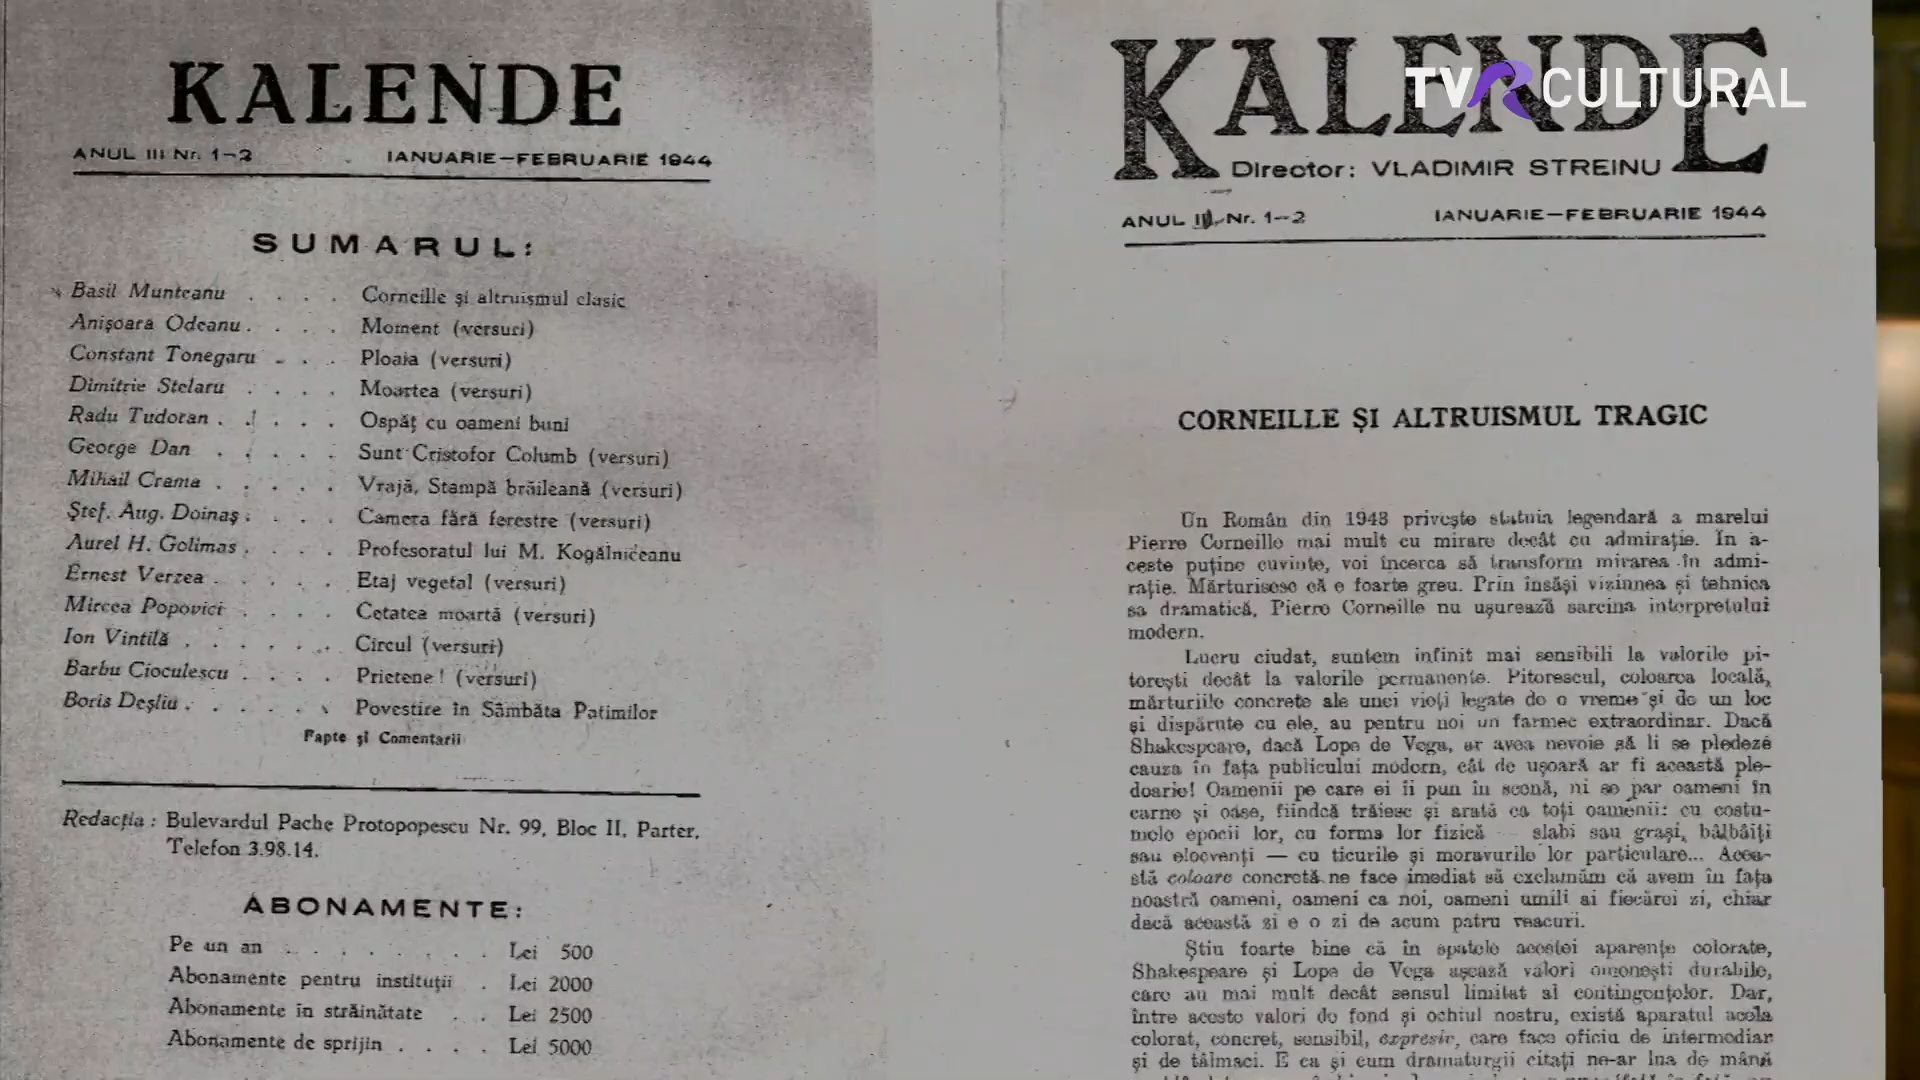 KALENDE
ANUL III Nr. 1-2 IANUARIE-FEBRUARIE 1944
SUMARUL:
Basil Munteanu . . . . Corneille și altruismul clasic
Anișoara Odeanu . . . . Moment (versuri)
Constant Tonegaru . . . Ploaia (versuri)
Dimitrie Stelaru . . . . Moartea (versuri)
Radu Tudoran . . . . . Ospăț cu oameni buni
George Dan . . . . . Sunt Cristofor Columb (versuri)
Mihail Crama . . . . . Vrajă, Stampă brăileană (versuri)
Ștef. Aug. Doinaș . . . . Camera fără ferestre (versuri)
Aurel H. Golimas . . . . Profesoratul lui M. Kogălniceanu
Ernest Verzea . . . . . Etaj vegetal (versuri)
Mircea Popovici . . . . Cetatea moartă (versuri)
Ion Vintilă . . . . . . Circul (versuri)
Barbu Cioculescu . . . . Prietene! (versuri)
Boris Deșliu . . . . . . Povestire în Sâmbăta Patimilor
Fapte și Comentarii
Redacția: Bulevardul Pache Protopopescu Nr. 99, Bloc II, Parter,
Telefon 3.98.14.
ABONAMENTE:
Pe un an . . . . . . . . Lei 500
Abonamente pentru instituții . Lei 2000
Abonamente în străinătate . . Lei 2500
Abonamente de sprijin . . . . Lei 5000
KALENDE
TVR CULTURAL
Director: VLADIMIR STREINU
ANUL III Nr. 1-2 IANUARIE-FEBRUARIE 1944
CORNEILLE ȘI ALTRUISMUL TRAGIC
Un Român din 1943 privește statuia legendară a marelui
Pierre Corneille mai mult cu mirare decât cu admirație. În a-
ceste puține cuvinte, voi încerca să transform mirarea în admi-
rație. Mărturisesc că e foarte greu. Prin însăși viziunea și tehnica
sa dramatică, Pierre Corneille nu ușurează sarcina interpretului
modern.
Lucru ciudat, suntem infinit mai sensibili la valorile pi-
torești decât la valorile permanente. Pitorescul, coloarea locală,
mărturiile concrete ale unei vieți legate de o vreme și de un loc
și dispărute cu ele, au pentru noi un farmec extraordinar. Dacă
Shakespeare, dacă Lope de Vega, ar avea nevoie să li se pledeze
cauza în fața publicului modern, cât de ușoară ar fi această ple-
doarie! Oamenii pe care ei îi pun în scenă, ni se par oameni în
carne și oase, fiindcă trăiesc și arată ca toți oamenii: cu costu-
mele epocii lor, cu forma lor fizică — slabi sau grași, bâlbâiți
sau elocvenți — cu ticurile și moravurile lor particulare... Acea-
stă coloare concretă ne face imediat să exclamăm că avem în fața
noastră oameni, oameni ca noi, oameni umili ai fiecărei zi, chiar
dacă această zi e o zi de acum patru veacuri.
Știu foarte bine că în spatele acestei aparențe colorate,
Shakespeare și Lope de Vega așează valori omenești durabile,
care au mai mult decât sensul limitat al contingențelor. Dar,
între aceste valori de fond și ochiul nostru, există aparatul acela
colorat, concret, sensibil, expresiv, care face oficiu de intermediar
și de tălmaci. E ca și cum dramaturgii citați ne-ar lua de mână